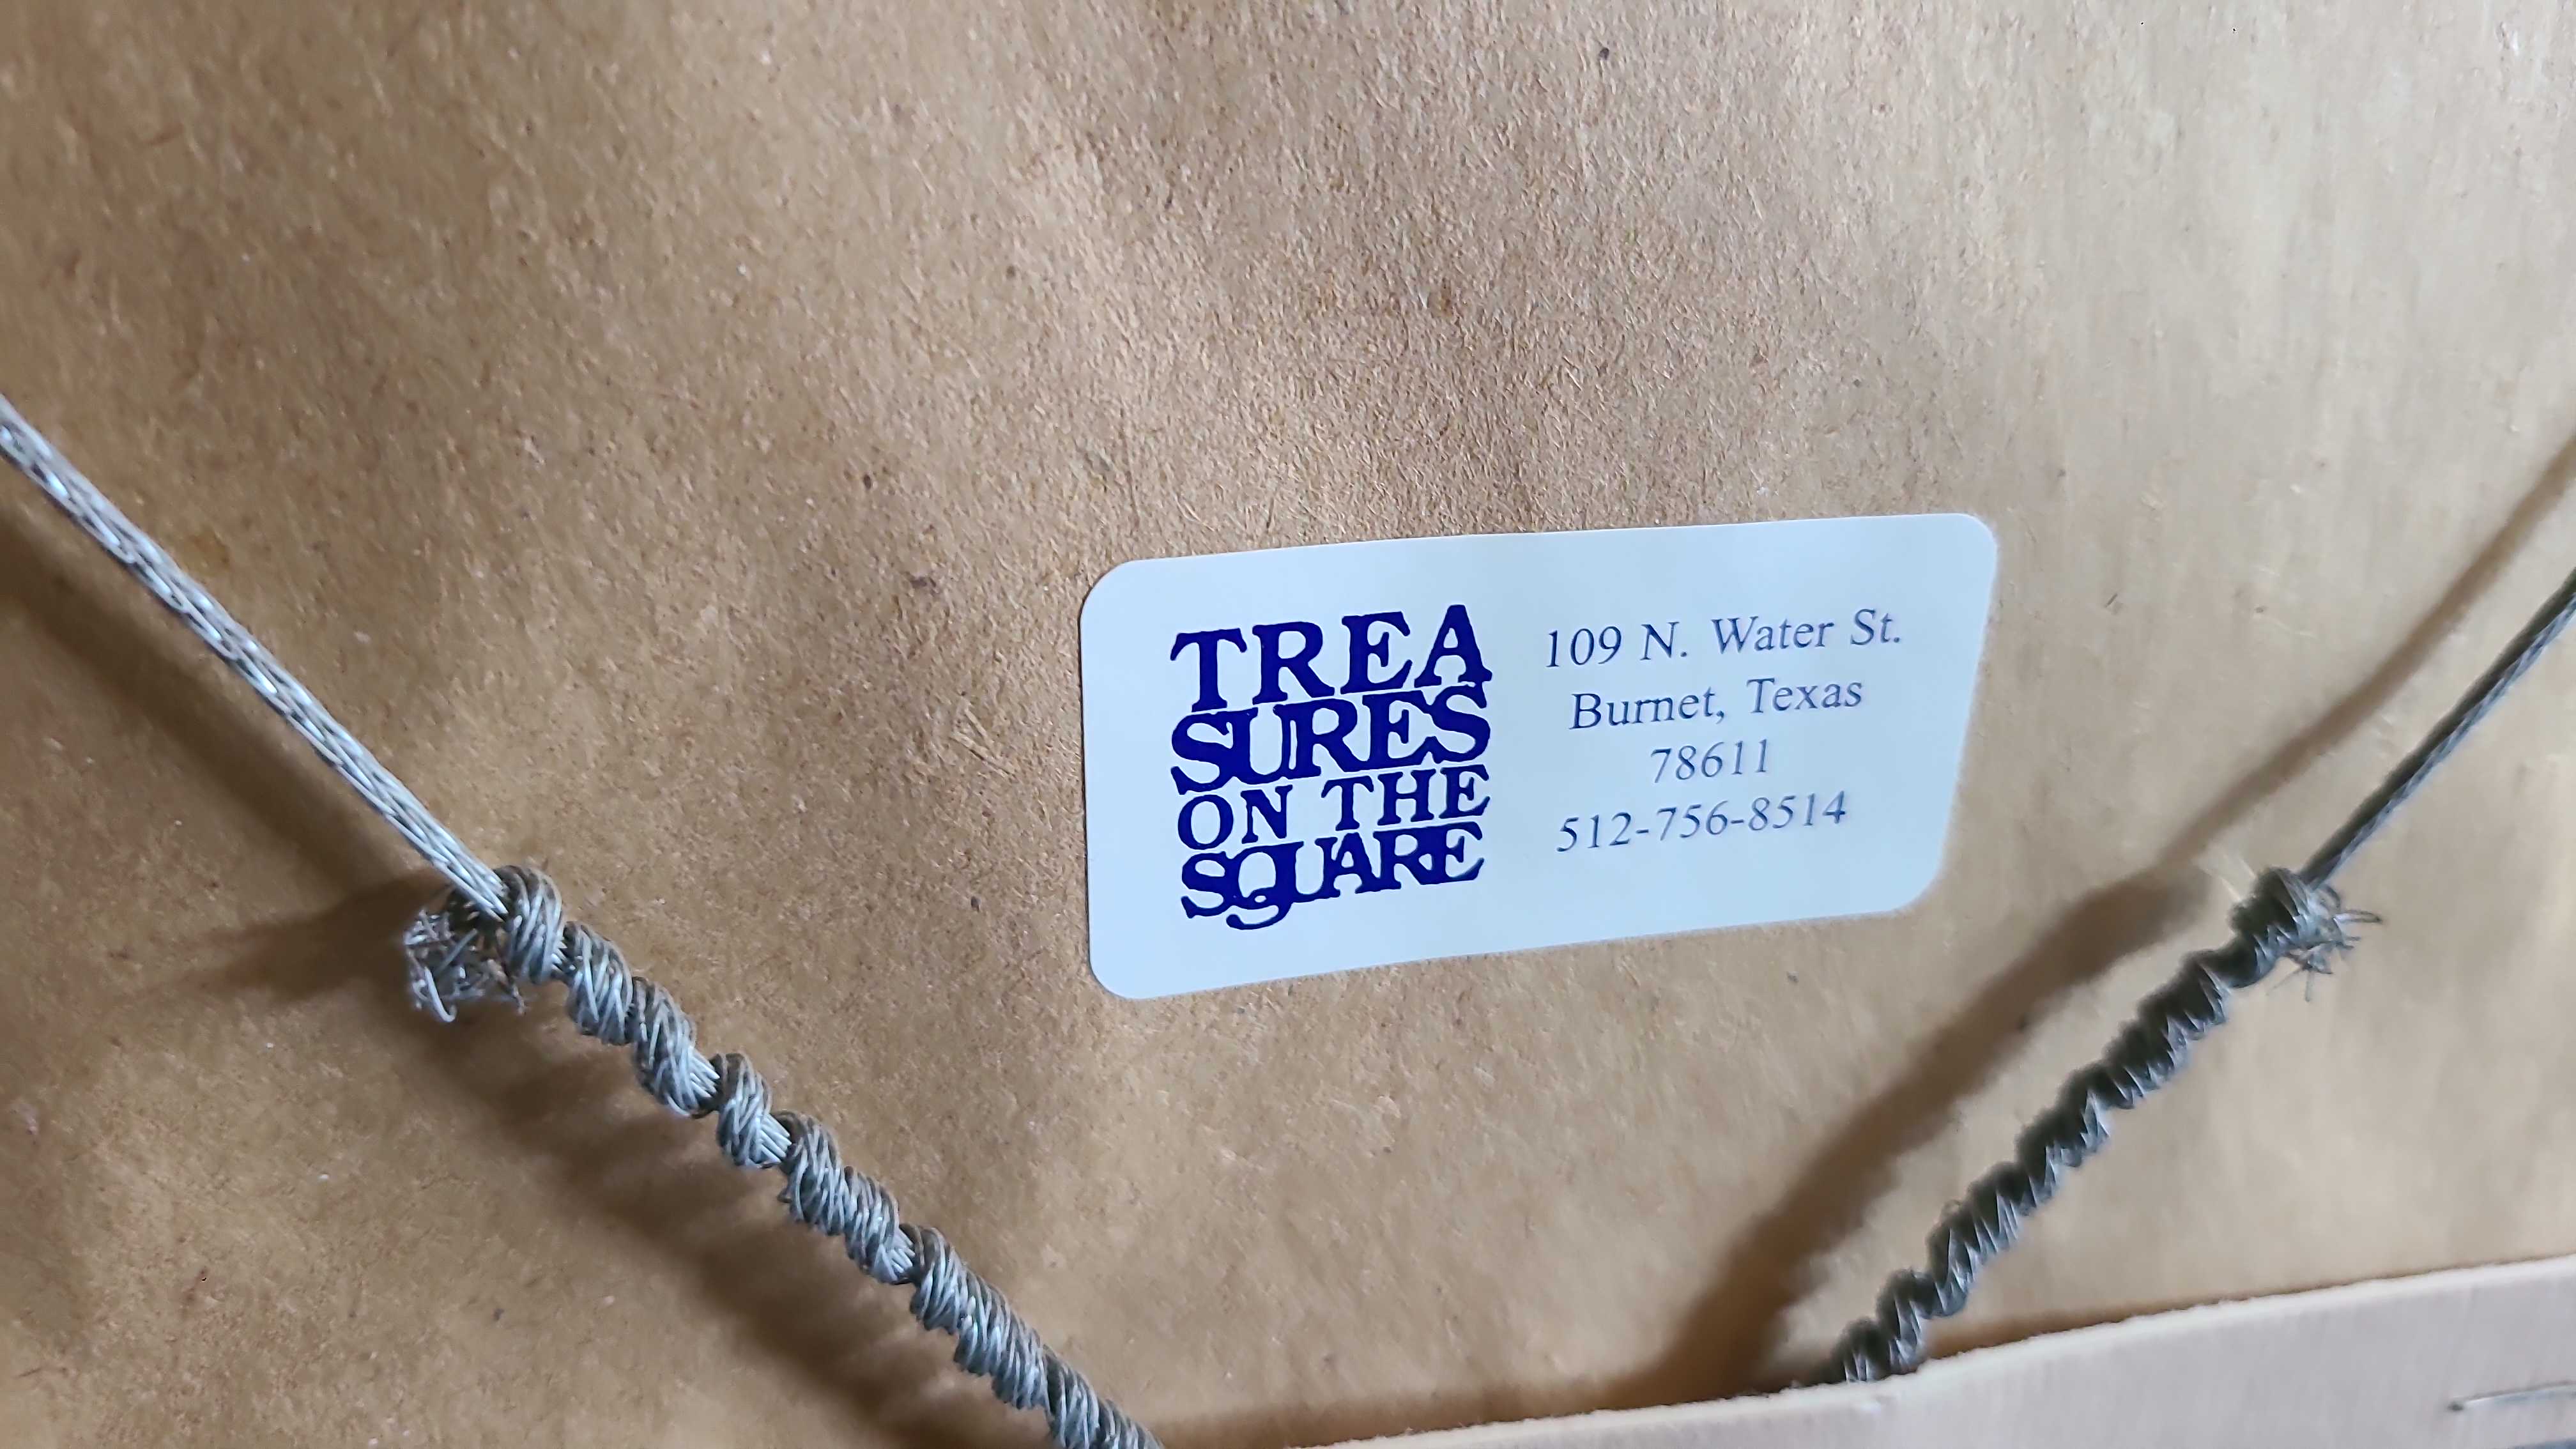 TREA
SURES
ON THE
SQUARE
109 N. Water St.
Burnet, Texas
78611
512-756-8514